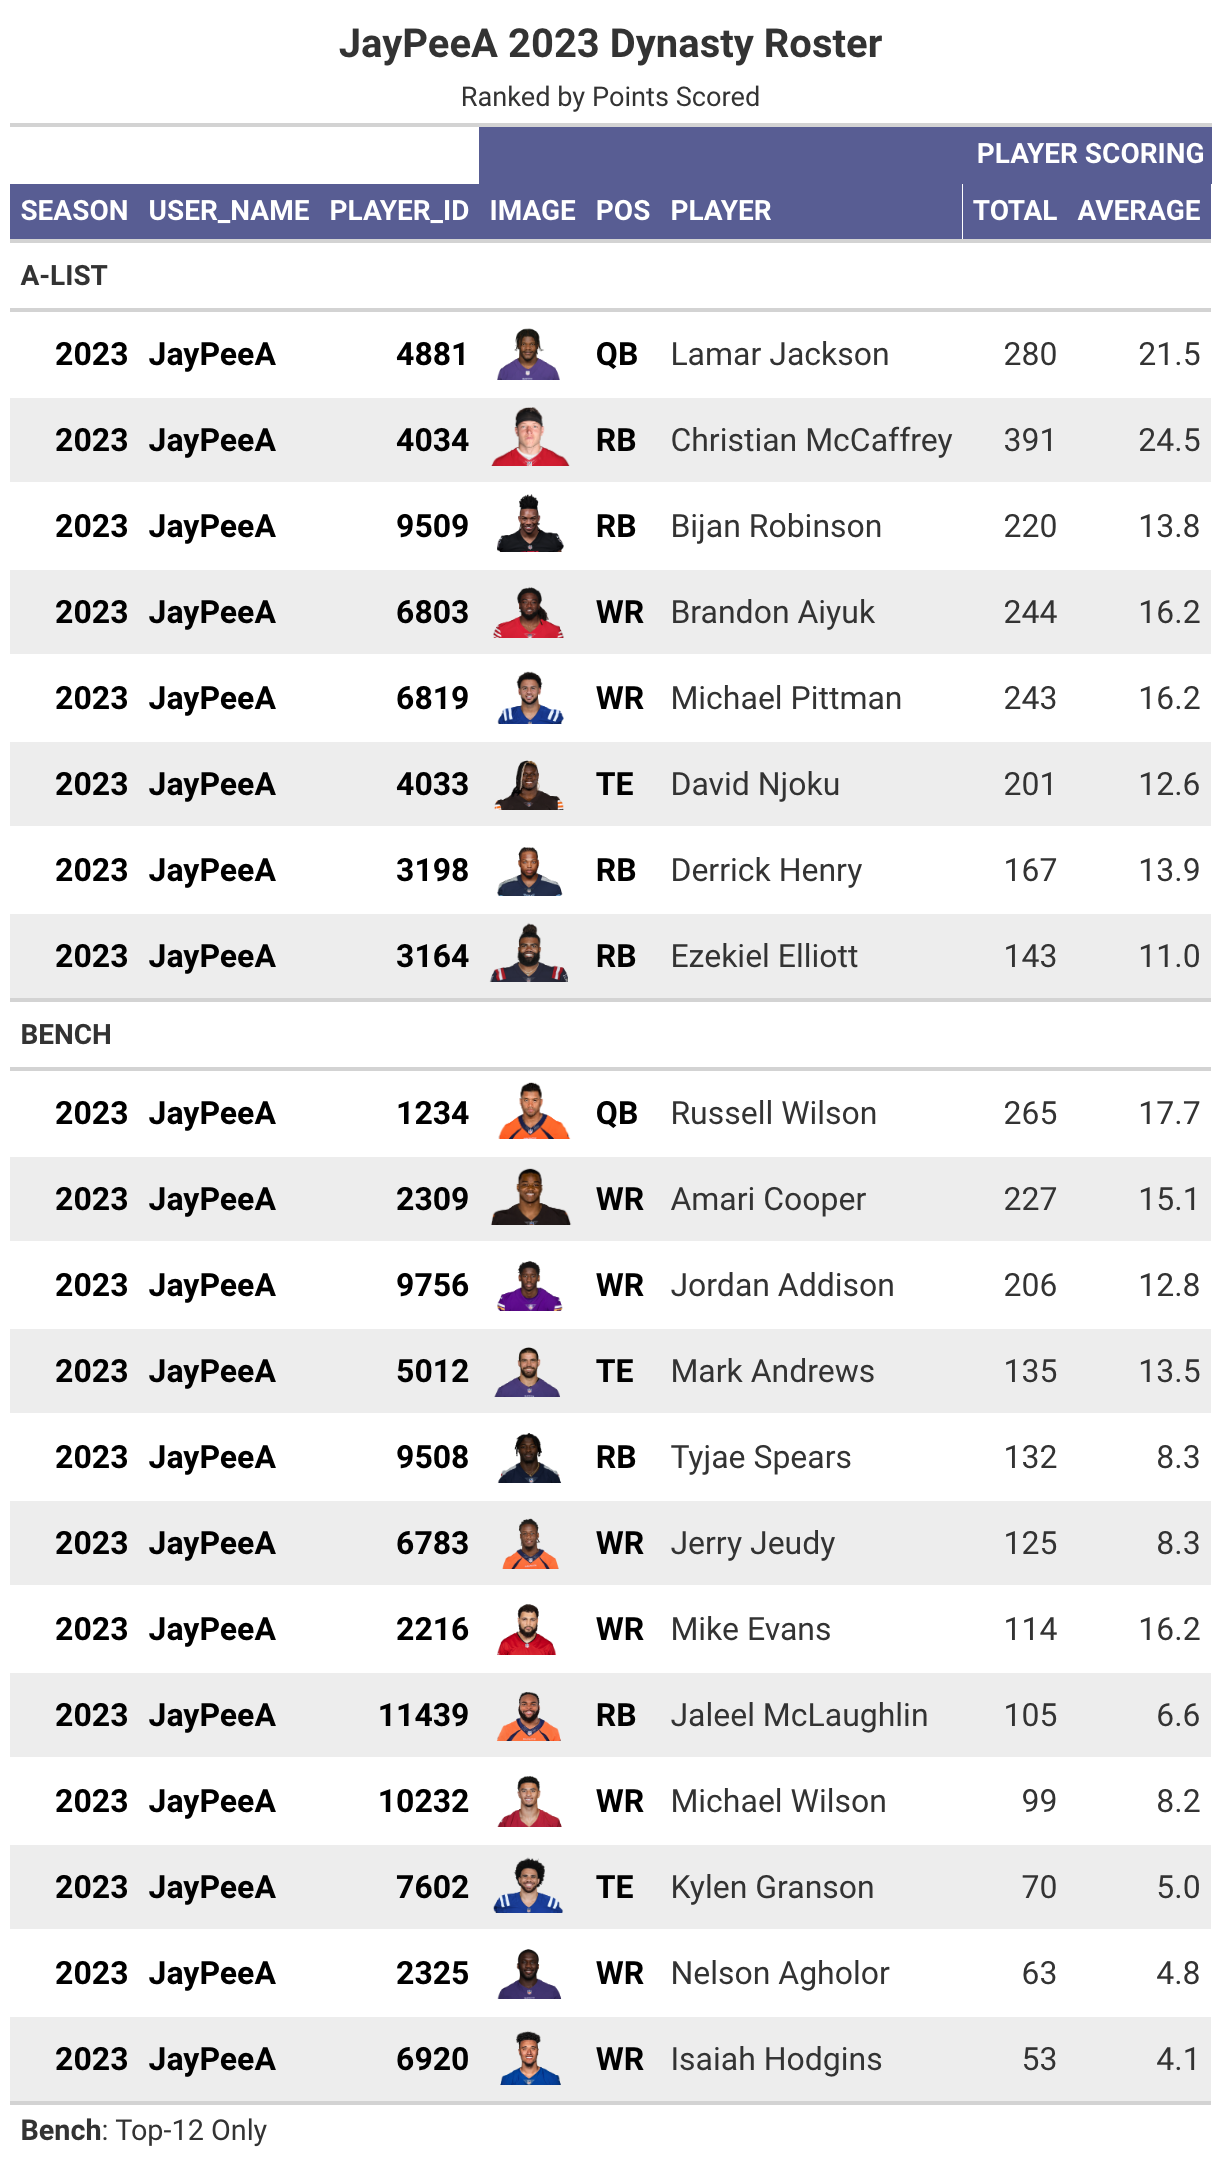 JayPeeA 2023 Dynasty Roster
Ranked by Points Scored
PLAYER SCORING
SEASON USER_NAME PLAYER_ID IMAGE POS PLAYER TOTAL AVERAGE
A-LIST
2023 JayPeeA 4881 QB Lamar Jackson 280 21.5
2023 JayPeeA 4034 RB Christian McCaffrey 391 24.5
2023 JayPeeA 9509 RB Bijan Robinson 220 13.8
2023 JayPeeA 6803 WR Brandon Aiyuk 244 16.2
2023 JayPeeA 6819 WR Michael Pittman 243 16.2
2023 JayPeeA 4033 TE David Njoku 201 12.6
2023 JayPeeA 3198 RB Derrick Henry 167 13.9
2023 JayPeeA 3164 RB Ezekiel Elliott 143 11.0
BENCH
2023 JayPeeA 1234 QB Russell Wilson 265 17.7
2023 JayPeeA 2309 WR Amari Cooper 227 15.1
2023 JayPeeA 9756 WR Jordan Addison 206 12.8
2023 JayPeeA 5012 TE Mark Andrews 135 13.5
2023 JayPeeA 9508 RB Tyjae Spears 132 8.3
2023 JayPeeA 6783 WR Jerry Jeudy 125 8.3
2023 JayPeeA 2216 WR Mike Evans 114 16.2
2023 JayPeeA 11439 RB Jaleel McLaughlin 105 6.6
2023 JayPeeA 10232 WR Michael Wilson 99 8.2
2023 JayPeeA 7602 TE Kylen Granson 70 5.0
2023 JayPeeA 2325 WR Nelson Agholor 63 4.8
2023 JayPeeA 6920 WR Isaiah Hodgins 53 4.1
Bench: Top-12 Only